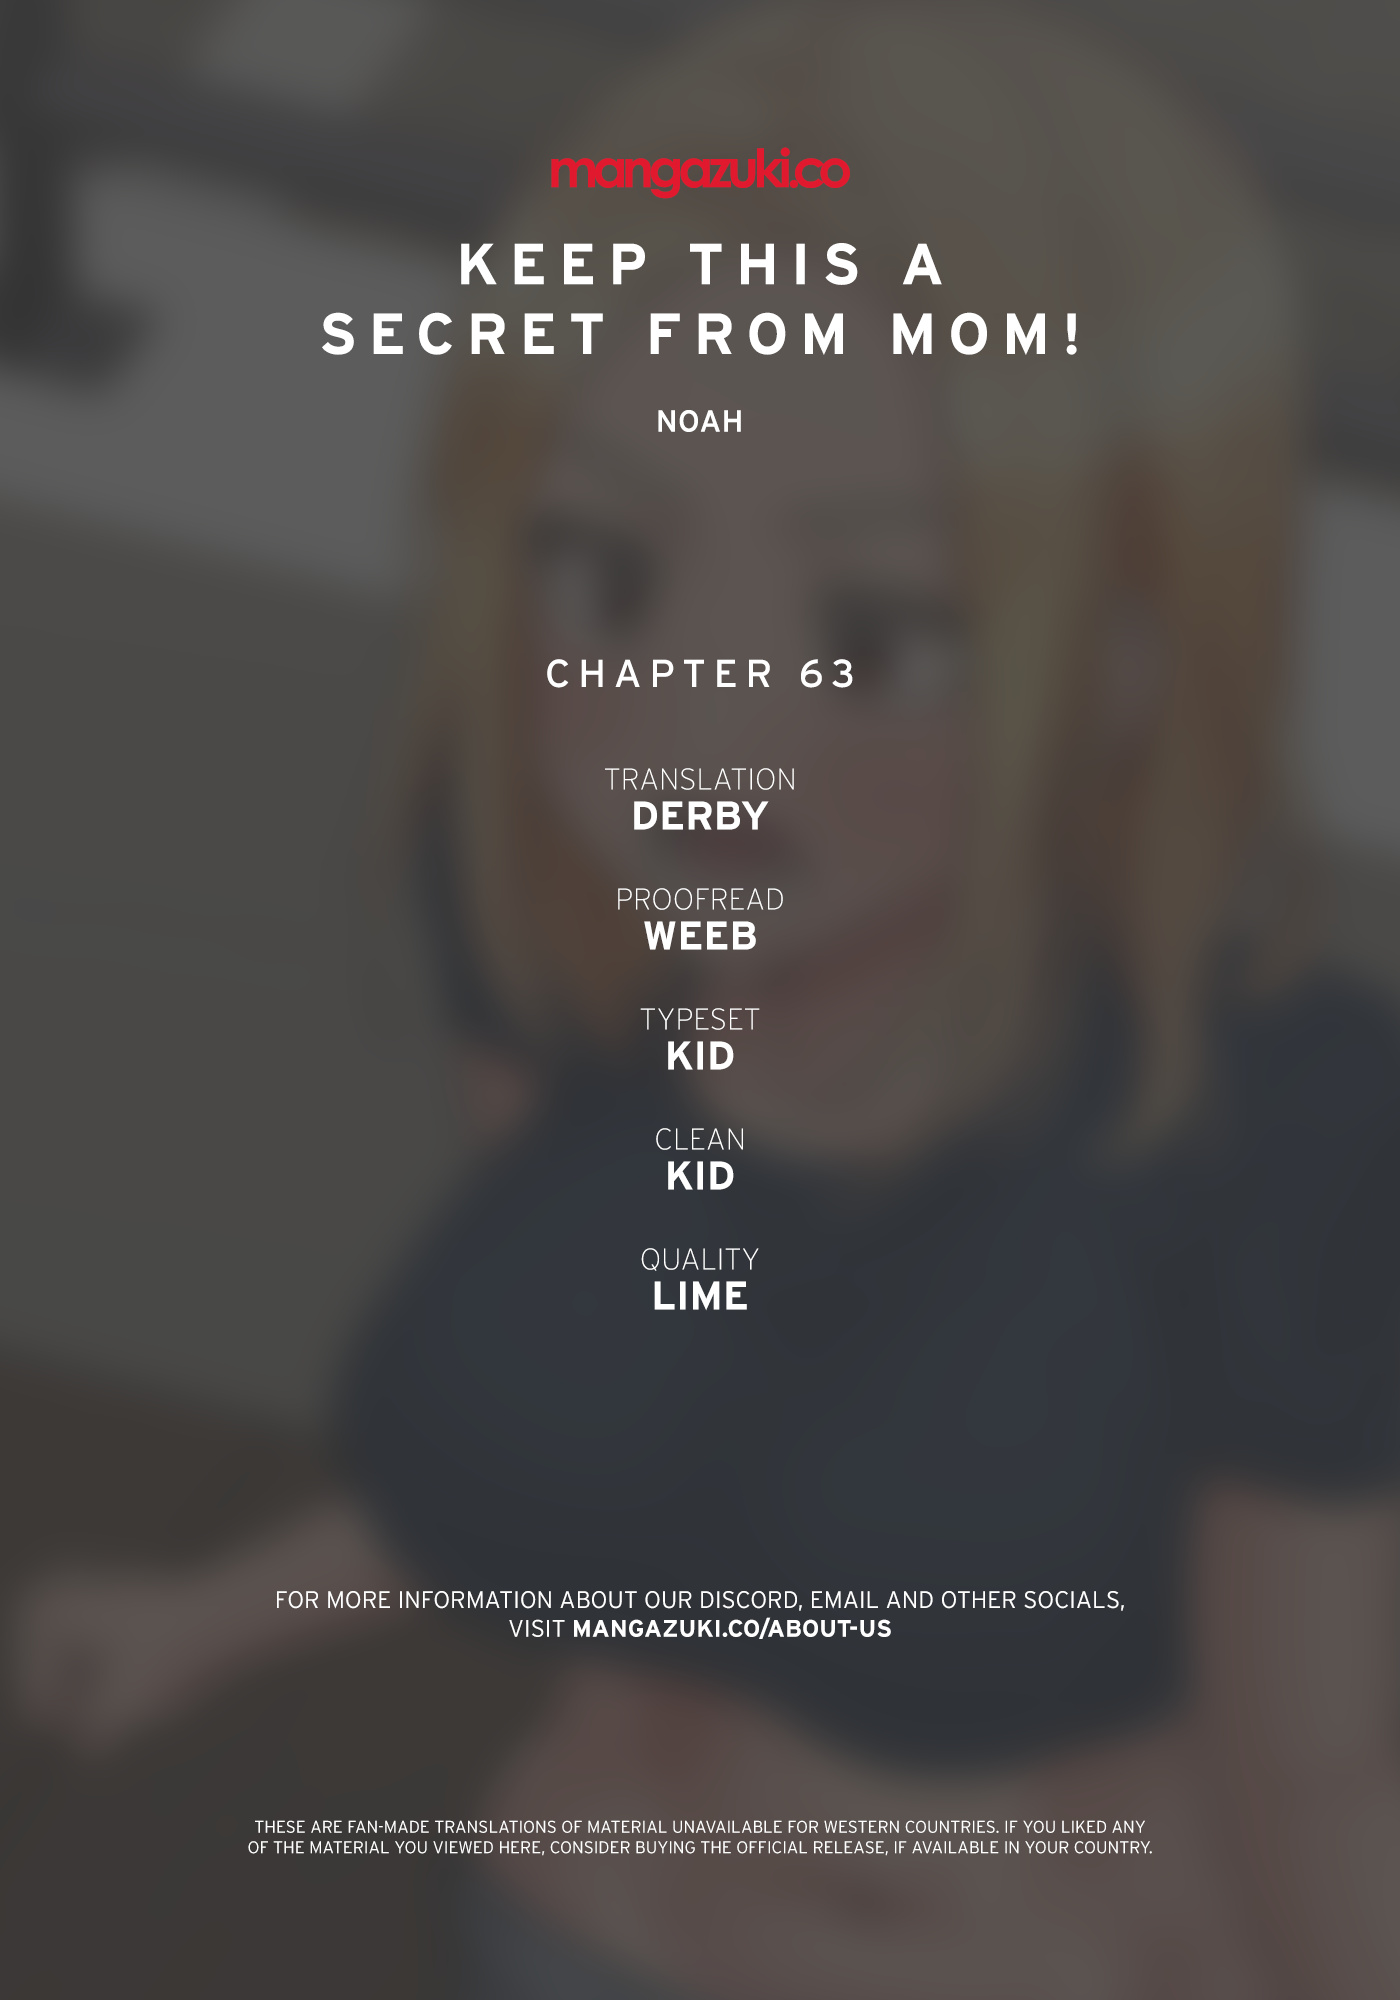 mangazuki.co
KEEP THIS A
SECRET FROM MOM!
NOAH
CHAPTER 63
TRANSLATION
DERBY
PROOFREAD
WEEB
TYPESET
KID
CLEAN
KID
QUALITY
LIME
FOR MORE INFORMATION ABOUT OUR DISCORD, EMAIL AND OTHER SOCIALS,
VISIT MANGAZUKI.CO/ABOUT-US
THESE ARE FAN-MADE TRANSLATIONS OF MATERIAL UNAVAILABLE FOR WESTERN COUNTRIES. IF YOU LIKED ANY
OF THE MATERIAL YOU VIEWED HERE, CONSIDER BUYING THE OFFICIAL RELEASE, IF AVAILABLE IN YOUR COUNTRY.